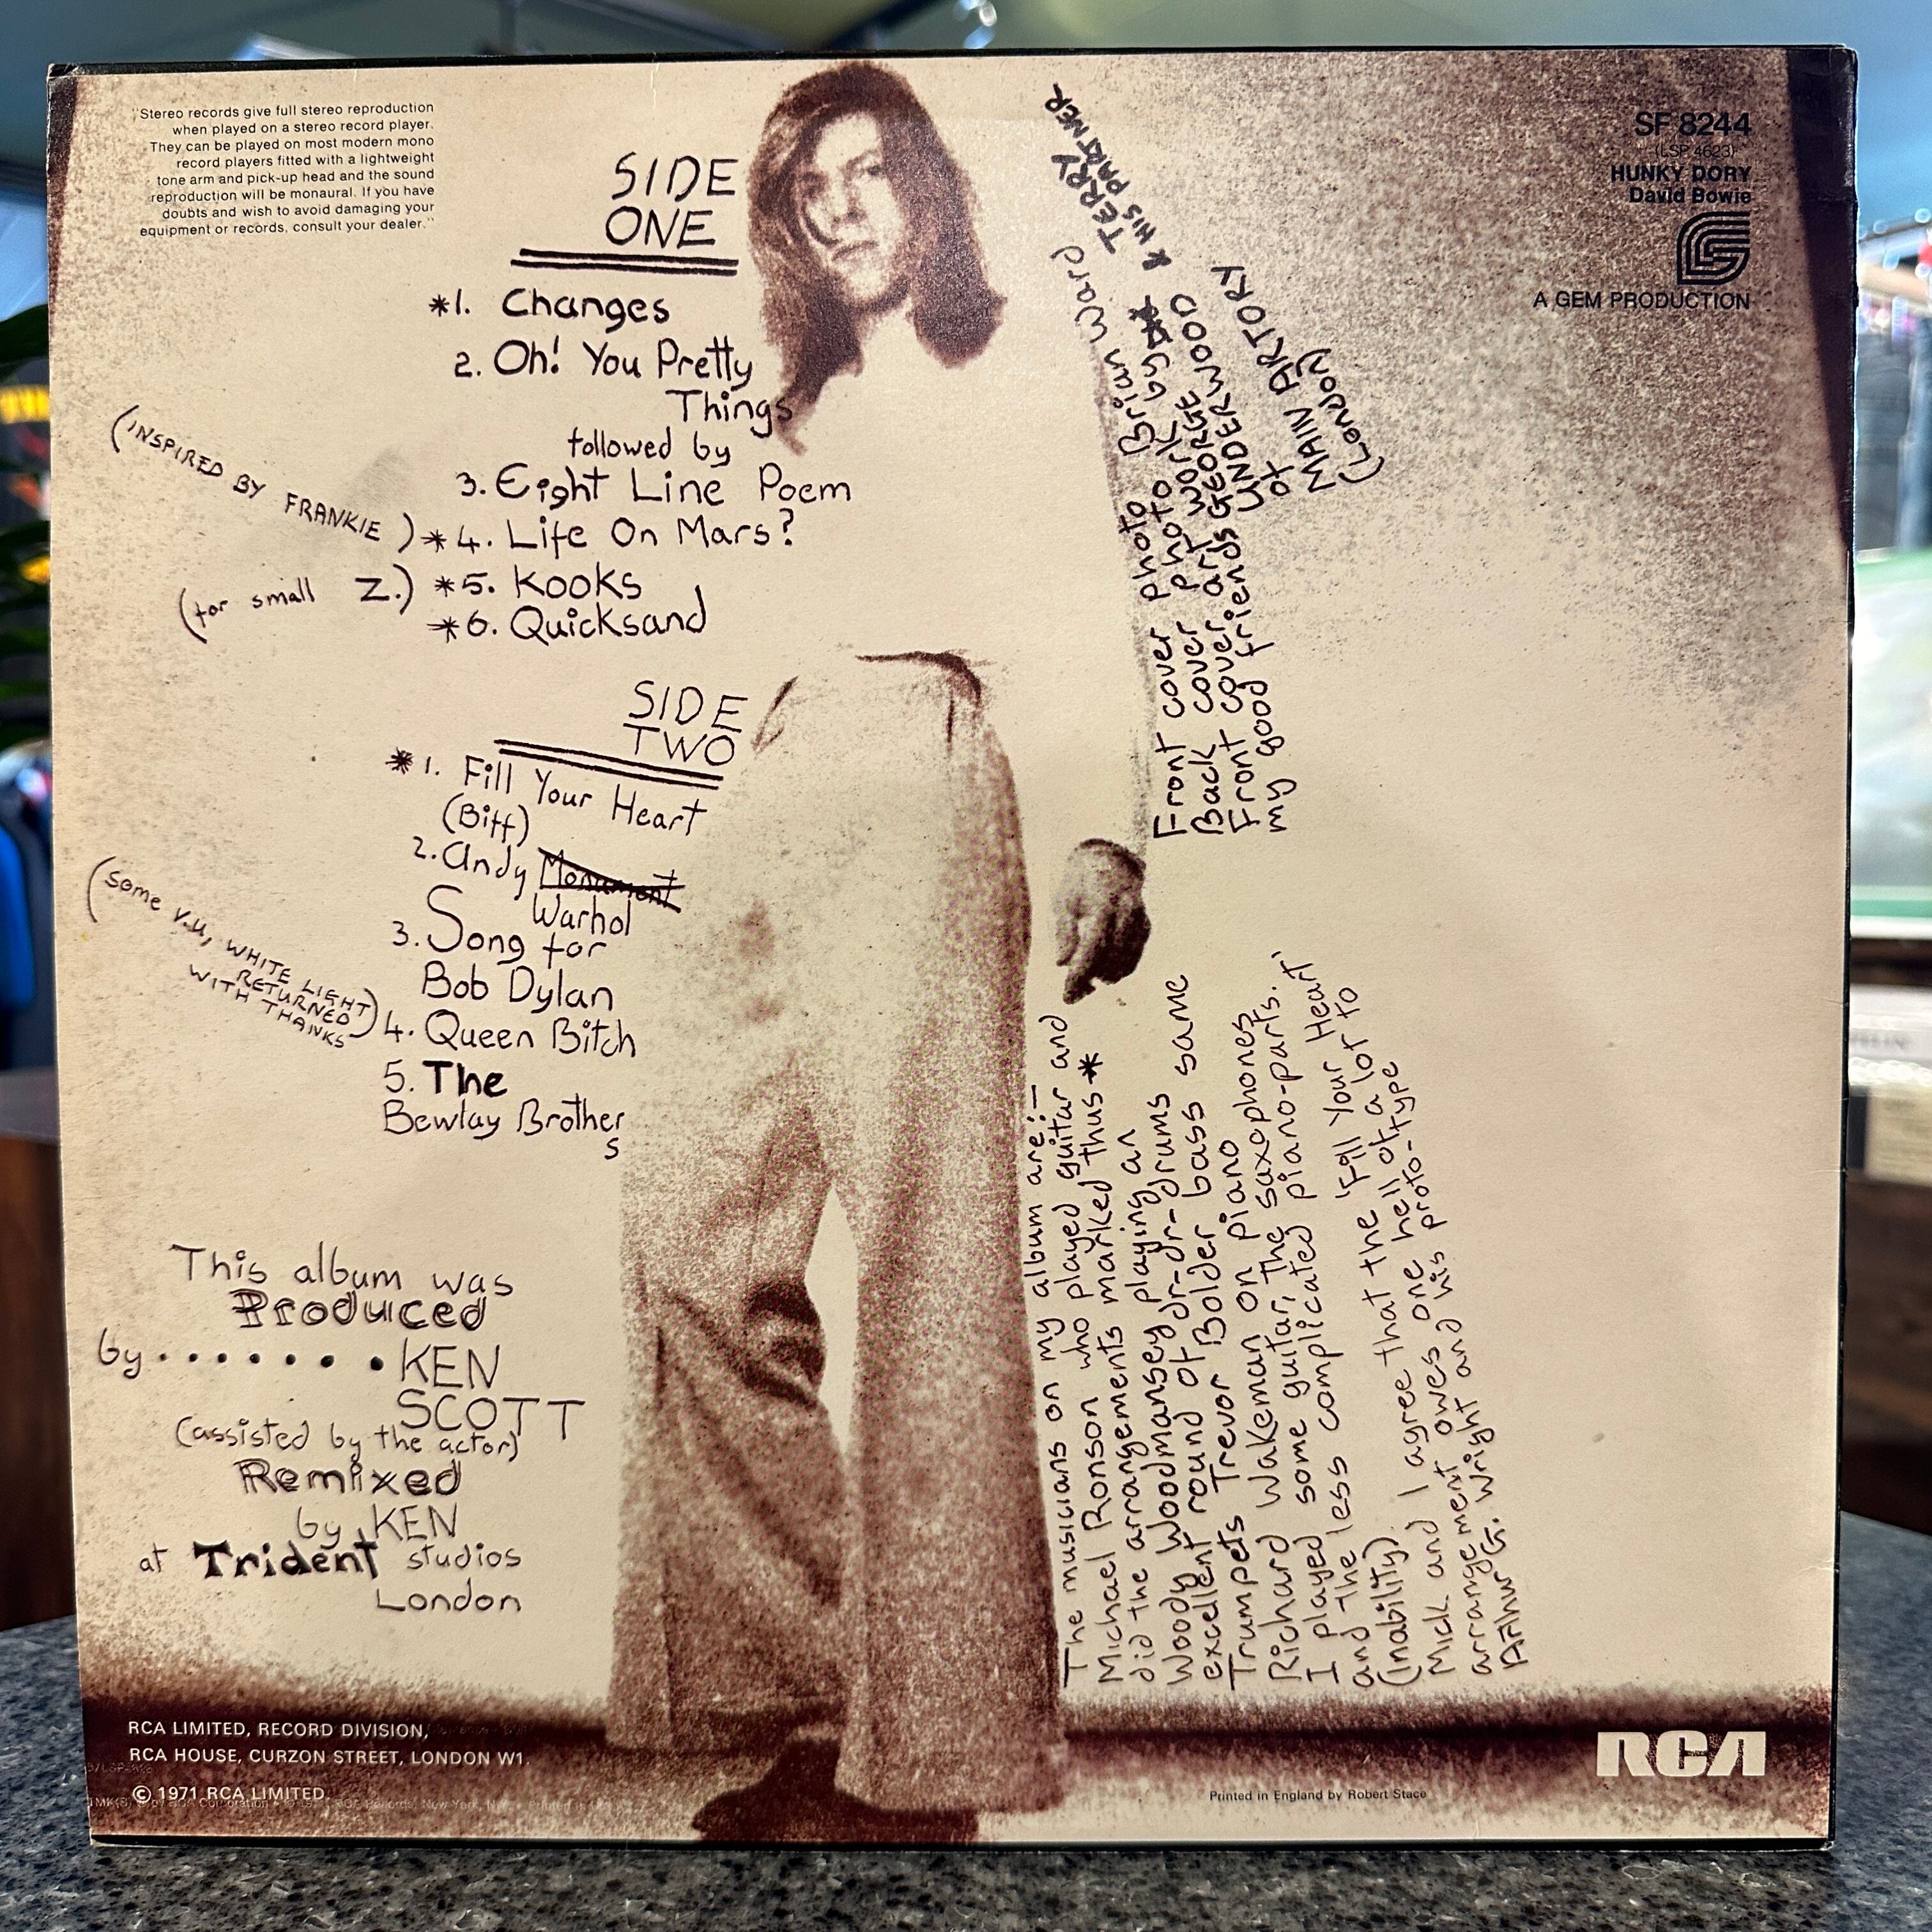 "Stereo records give full stereo reproduction
when played on a stereo record player.
They can be played on most modern mono
record players fitted with a lightweight
tone arm and pick-up head and the sound
reproduction will be monaural. If you have
doubts and wish to avoid damaging your
equipment or records, consult your dealer."
SIDE
ONE
*1. Changes
2. Oh! You Pretty
Things
followed by
3. Eight Line Poem
(INSPIRED BY FRANKIE) *4. Life On Mars?
(for small Z.) *5. Kooks
*6. Quicksand
SIDE
TWO
*1. Fill Your Heart
(Biff)
2. Andy Monument
Warhol
3. Song for
Bob Dylan
(Some V.U, WHITE LIGHT
RETURNED
WITH THANKS)
4. Queen Bitch
5. The
Bewlay Brother
s
This album was
Produced
by.......KEN
SCOTT
(assisted by the actor)
Remixed
by KEN
at Trident studios
London
Front cover photo Brian Ward
Back cover photo work by
TERRY
& HIS PARTNER
Front cover art work GEORGE UNDERWOOD
my good friends
at
MAIN ARTORY
(LONDON)
The musicians on my album are:-
Michael Ronson who played guitar and
did the arrangements marked thus *
Woody Woodmansey playing an
excellent round of dr-dr-dr-drums
Trumpets Trevor Bolder bass same
Richard Wakeman on piano
I played some guitar, the saxophones
and the less complicated piano-parts.
(inability)
Mick and I agree that the 'Fill Your Heart'
arrangement owes one hell of a lot to
Arthur G. Wright and his proto-type
SF 8244
(LSP 4623)
HUNKY DORY
David Bowie
A GEM PRODUCTION
RCA LIMITED, RECORD DIVISION,
RCA HOUSE, CURZON STREET, LONDON W1.
© 1971 RCA LIMITED.
Printed in England by Robert Stace
RCA